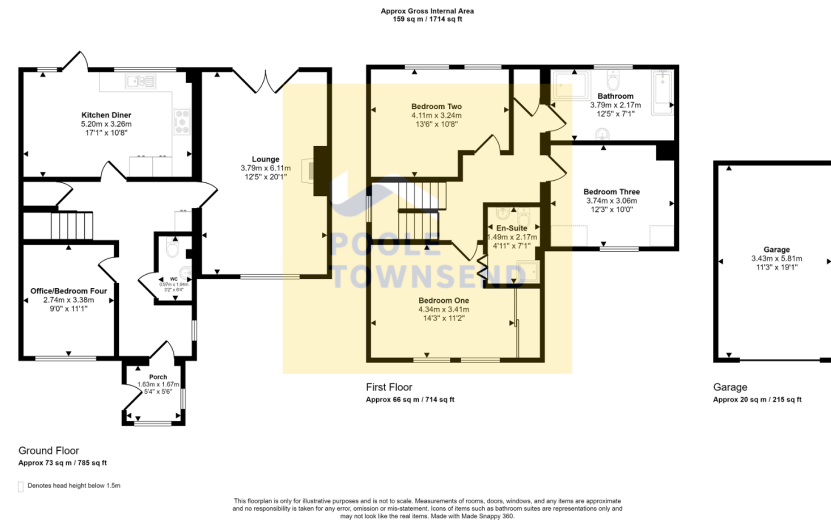 Approx Gross Internal Area
159 sq m / 1714 sq ft
Kitchen Diner
5.20m x 3.26m
17'1" x 10'8"
Lounge
3.79m x 6.11m
12'5" x 20'1"
Office/Bedroom Four
2.74m x 3.38m
9'0" x 11'1"
WC
Porch
1.63m x 1.67m
5'4" x 5'6"
Ground Floor
Approx 73 sq m / 785 sq ft
Denotes head height below 1.5m
Bedroom Two
4.11m x 3.24m
13'6" x 10'8"
Bathroom
3.79m x 2.17m
12'5" x 7'1"
Bedroom Three
3.74m x 3.06m
12'3" x 10'0"
En-Suite
1.49m x 2.17m
4'11" x 7'1"
Bedroom One
4.34m x 3.41m
14'3" x 11'2"
POOLE
TOWNSEND
First Floor
Approx 66 sq m / 714 sq ft
Garage
3.43m x 5.81m
11'3" x 19'1"
Garage
Approx 20 sq m / 215 sq ft
This floorplan is only for illustrative purposes and is not to scale. Measurements of rooms, doors, windows, and any items are approximate
and no responsibility is taken for any error, omission or mis-statement. Icons of items such as bathroom suites are representations only and
may not look like the real items. Made with Made Snappy 360.